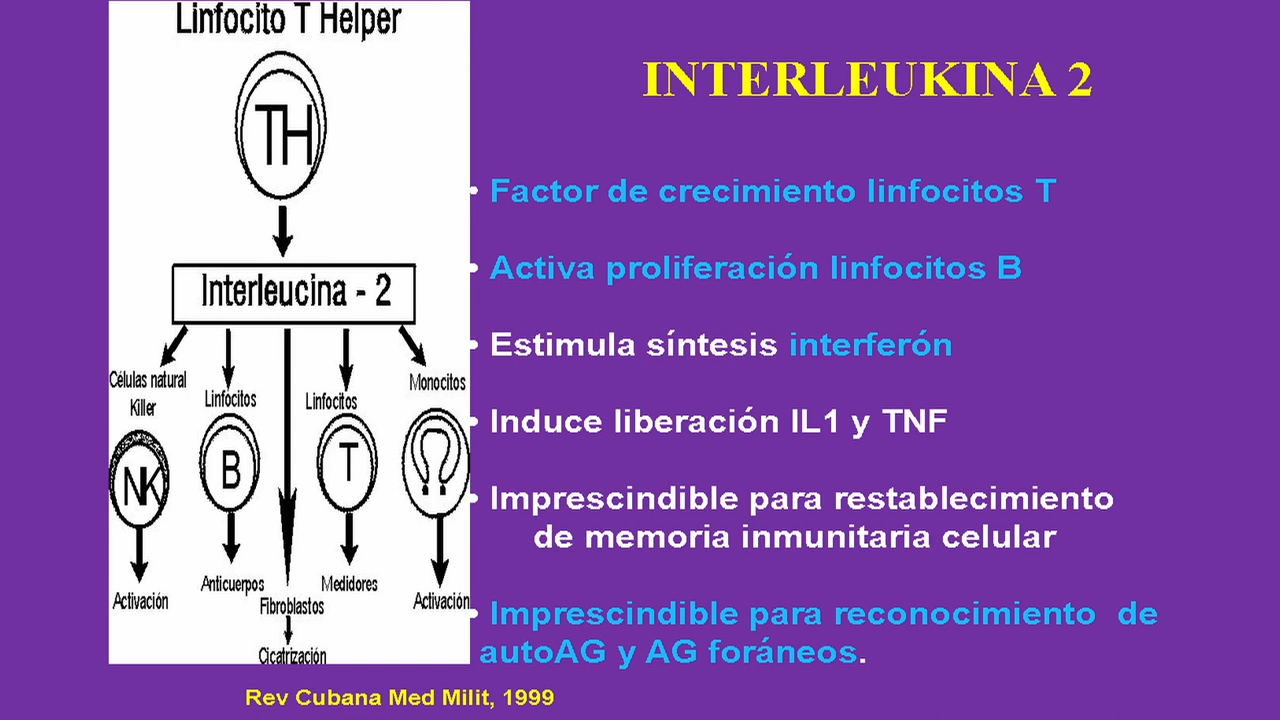 Linfocito T Helper
TH
Interleucina - 2
Células natural
Killer
Linfocitos
Linfocitos
Monocitos
NK
B
T
Activación
Anticuerpos
Fibroblastos
Medidores
Activación
Cicatrización
INTERLEUKINA 2
• Factor de crecimiento linfocitos T
• Activa proliferación linfocitos B
• Estimula síntesis interferón
• Induce liberación IL1 y TNF
• Imprescindible para restablecimiento
de memoria inmunitaria celular
• Imprescindible para reconocimiento de
autoAG y AG foráneos.
Rev Cubana Med Milit, 1999